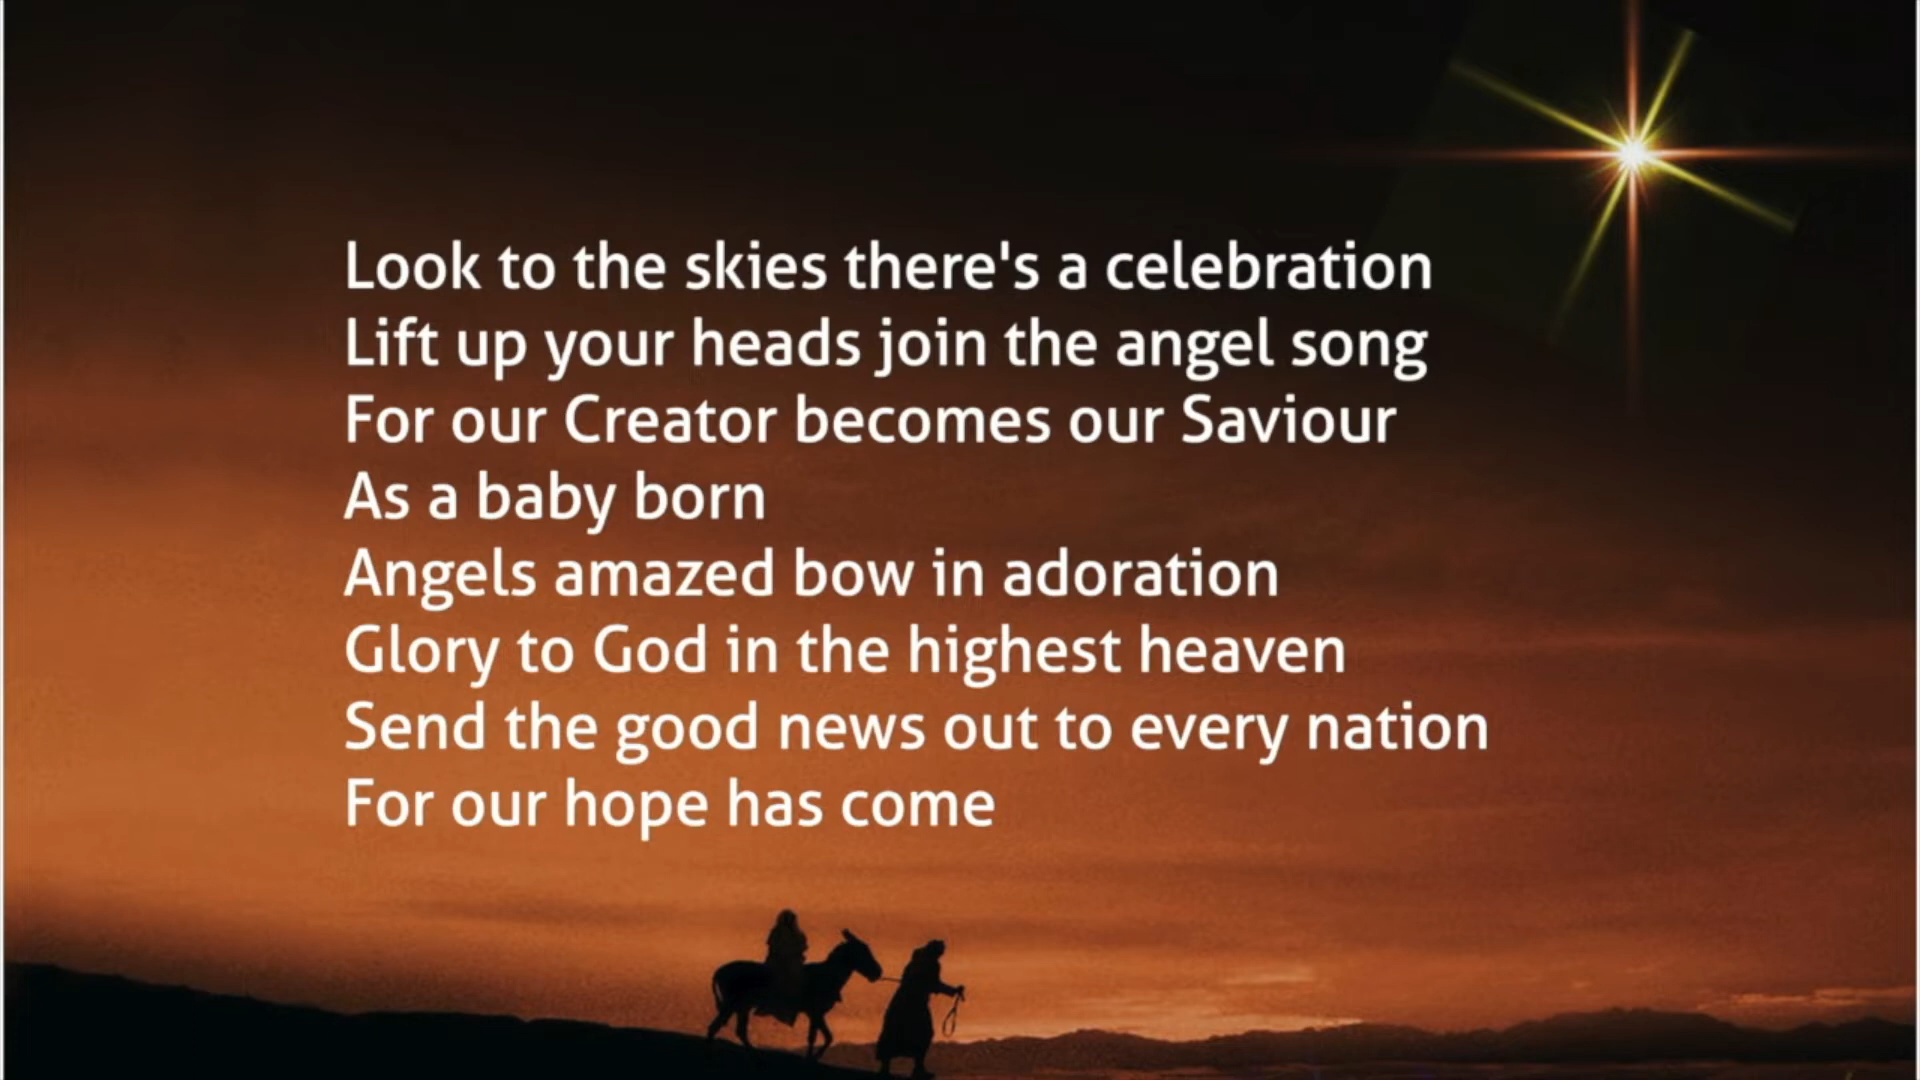 Look to the skies there's a celebration
Lift up your heads join the angel song
For our Creator becomes our Saviour
As a baby born
Angels amazed bow in adoration
Glory to God in the highest heaven
Send the good news out to every nation
For our hope has come